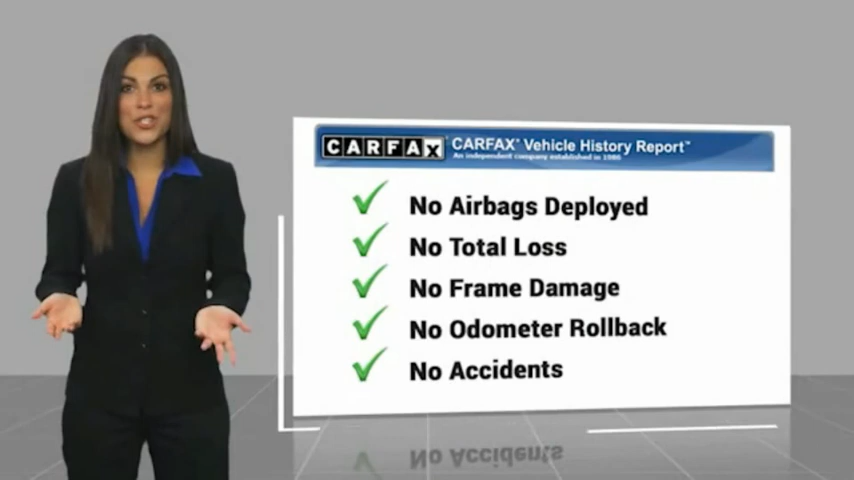 CARFAX CARFAX® Vehicle History Report™
An independent company established in 1986
No Airbags Deployed
No Total Loss
No Frame Damage
No Odometer Rollback
No Accidents
No Accidents